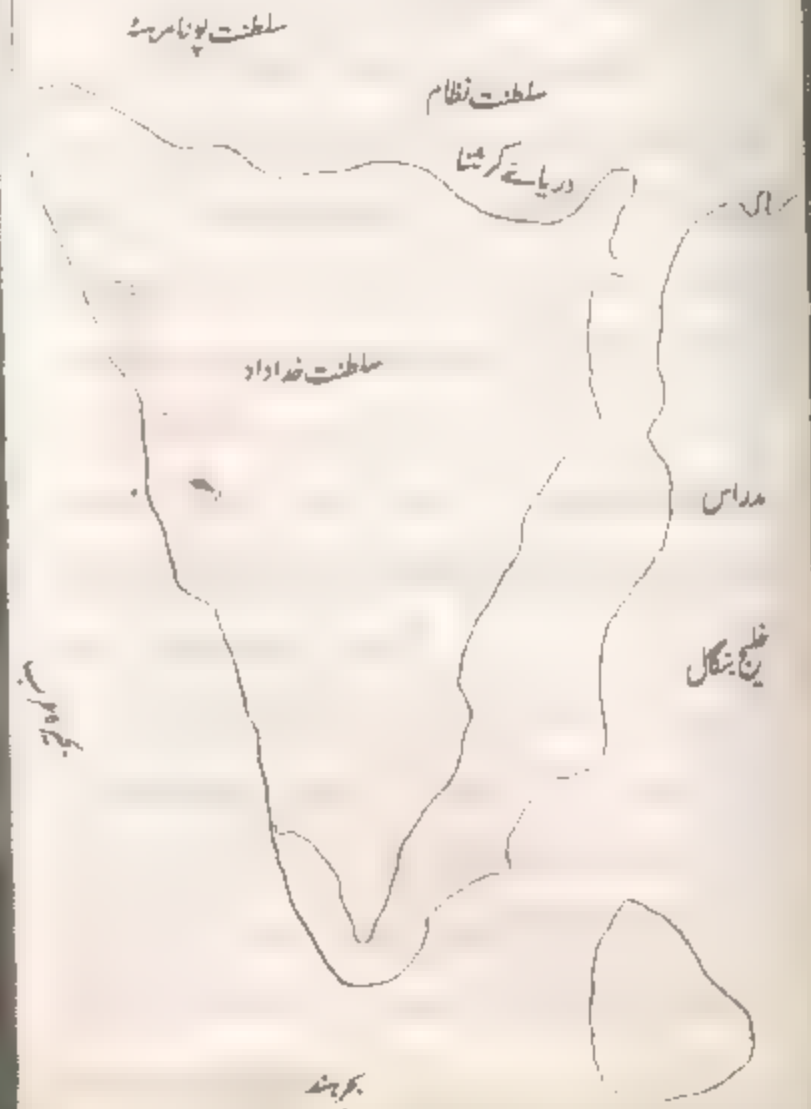 سلطنت پونا مرہٹہ
سلطنت نظام
دریائے کرشنا
سلطنت خداداد
مدراس
خلیج بنگال
بحیرہ عرب
بحر ہند